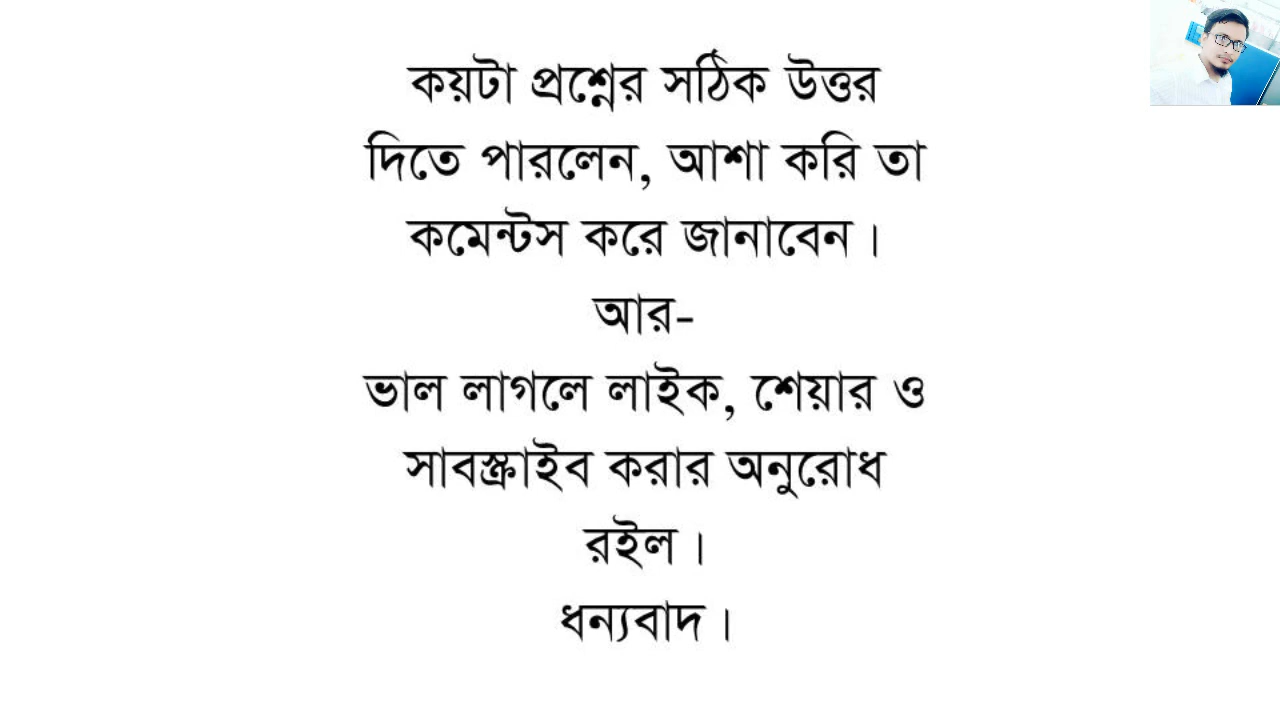 কয়টা প্রশ্নের সঠিক উত্তর
দিতে পারলেন, আশা করি তা
কমেন্টস করে জানাবেন।
আর-
ভাল লাগলে লাইক, শেয়ার ও
সাবস্ক্রাইব করার অনুরোধ
রইল।
ধন্যবাদ।